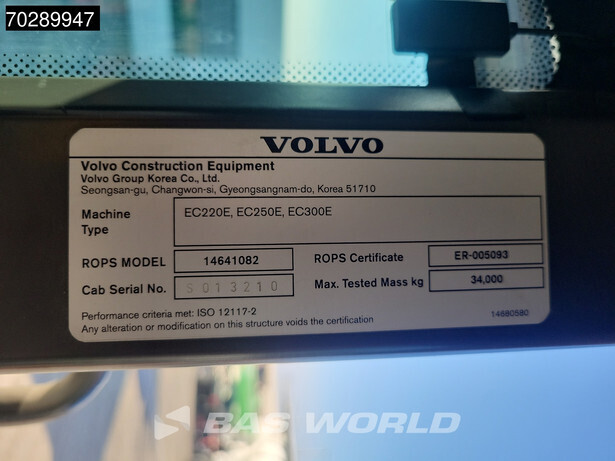 70289947
VOLVO
Volvo Construction Equipment
Volvo Group Korea Co., Ltd.
Seongsan-gu, Changwon-si, Gyeongsangnam-do, Korea 51710
Machine Type
EC220E, EC250E, EC300E
ROPS MODEL 14641082
ROPS Certificate ER-005093
Cab Serial No. S013210
Max. Tested Mass kg 34,000
Performance criteria met: ISO 12117-2
Any alteration or modification on this structure voids the certification
14680580
BAS WORLD